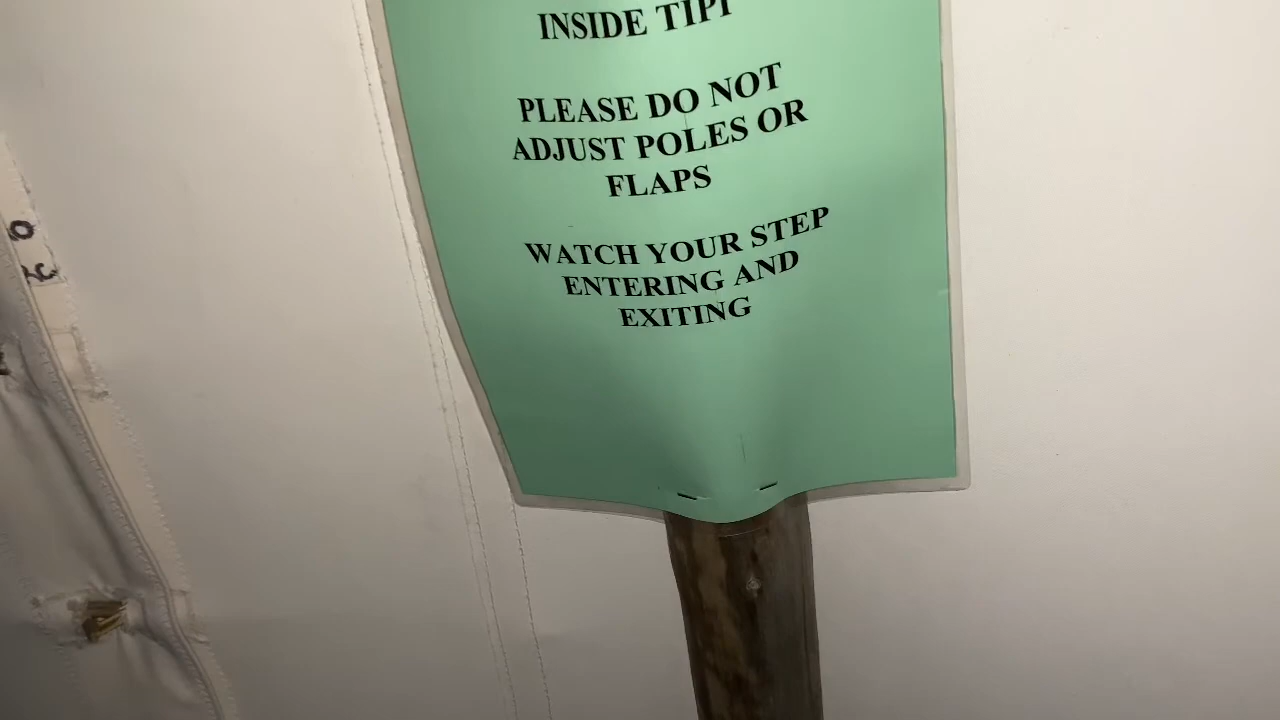 INSIDE TIPI
PLEASE DO NOT
ADJUST POLES OR
FLAPS
WATCH YOUR STEP
ENTERING AND
EXITING